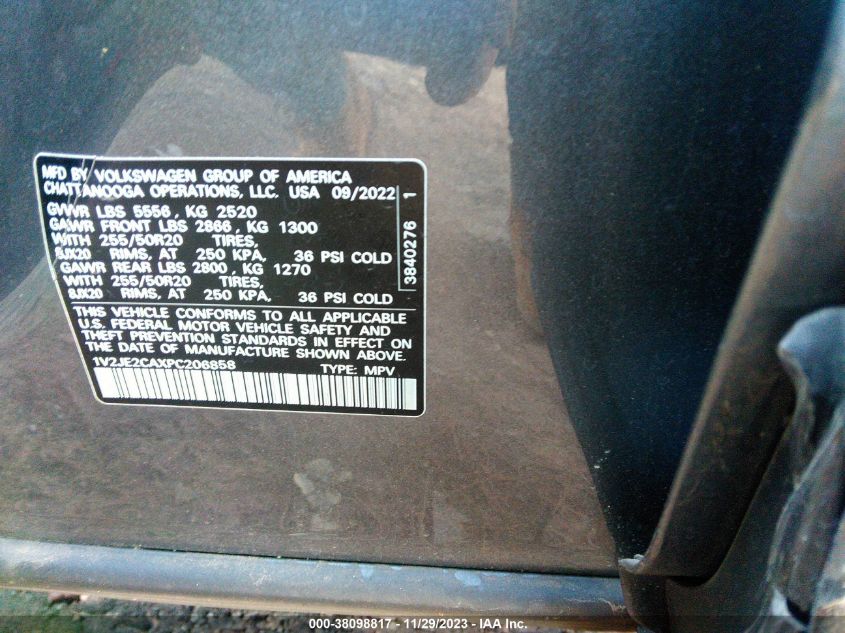 MFD BY VOLKSWAGEN GROUP OF AMERICA
CHATTANOOGA OPERATIONS, LLC. USA 09/2022
GVWR LBS 5556, KG 2520
GAWR FRONT LBS 2866, KG 1300
WITH 255/50R20 TIRES,
8JX20 RIMS, AT 250 KPA, 36 PSI COLD
GAWR REAR LBS 2800, KG 1270
WITH 255/50R20 TIRES,
8JX20 RIMS, AT 250 KPA, 36 PSI COLD
3840276 1
THIS VEHICLE CONFORMS TO ALL APPLICABLE
U.S. FEDERAL MOTOR VEHICLE SAFETY AND
THEFT PREVENTION STANDARDS IN EFFECT ON
THE DATE OF MANUFACTURE SHOWN ABOVE.
1V2JE2CAXPC206858 TYPE: MPV
000-38098817 - 11/29/2023 - IAA Inc.